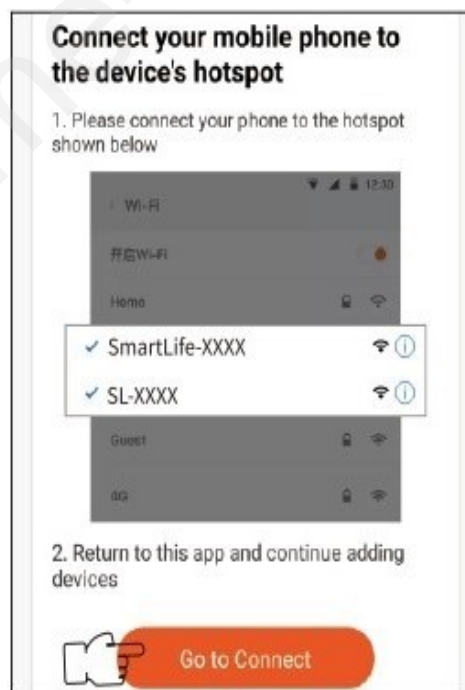 Connect your mobile phone to
the device's hotspot
1. Please connect your phone to the hotspot
shown below
12:30
Wi-Fi
开启Wi-Fi
Home
SmartLife-XXXX
SL-XXXX
Guest
4G
2. Return to this app and continue adding
devices
Go to Connect